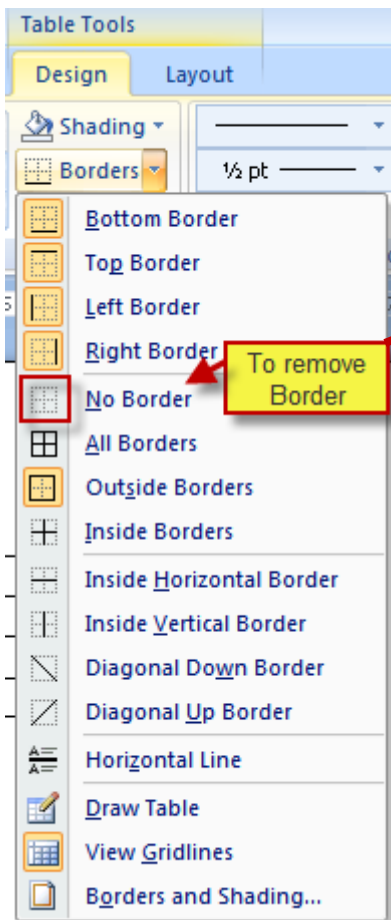 Table Tools
Design Layout
Shading
Borders ½ pt
Bottom Border
Top Border
Left Border
Right Border
To remove
Border
No Border
All Borders
Outside Borders
Inside Borders
Inside Horizontal Border
Inside Vertical Border
Diagonal Down Border
Diagonal Up Border
Horizontal Line
Draw Table
View Gridlines
Borders and Shading...